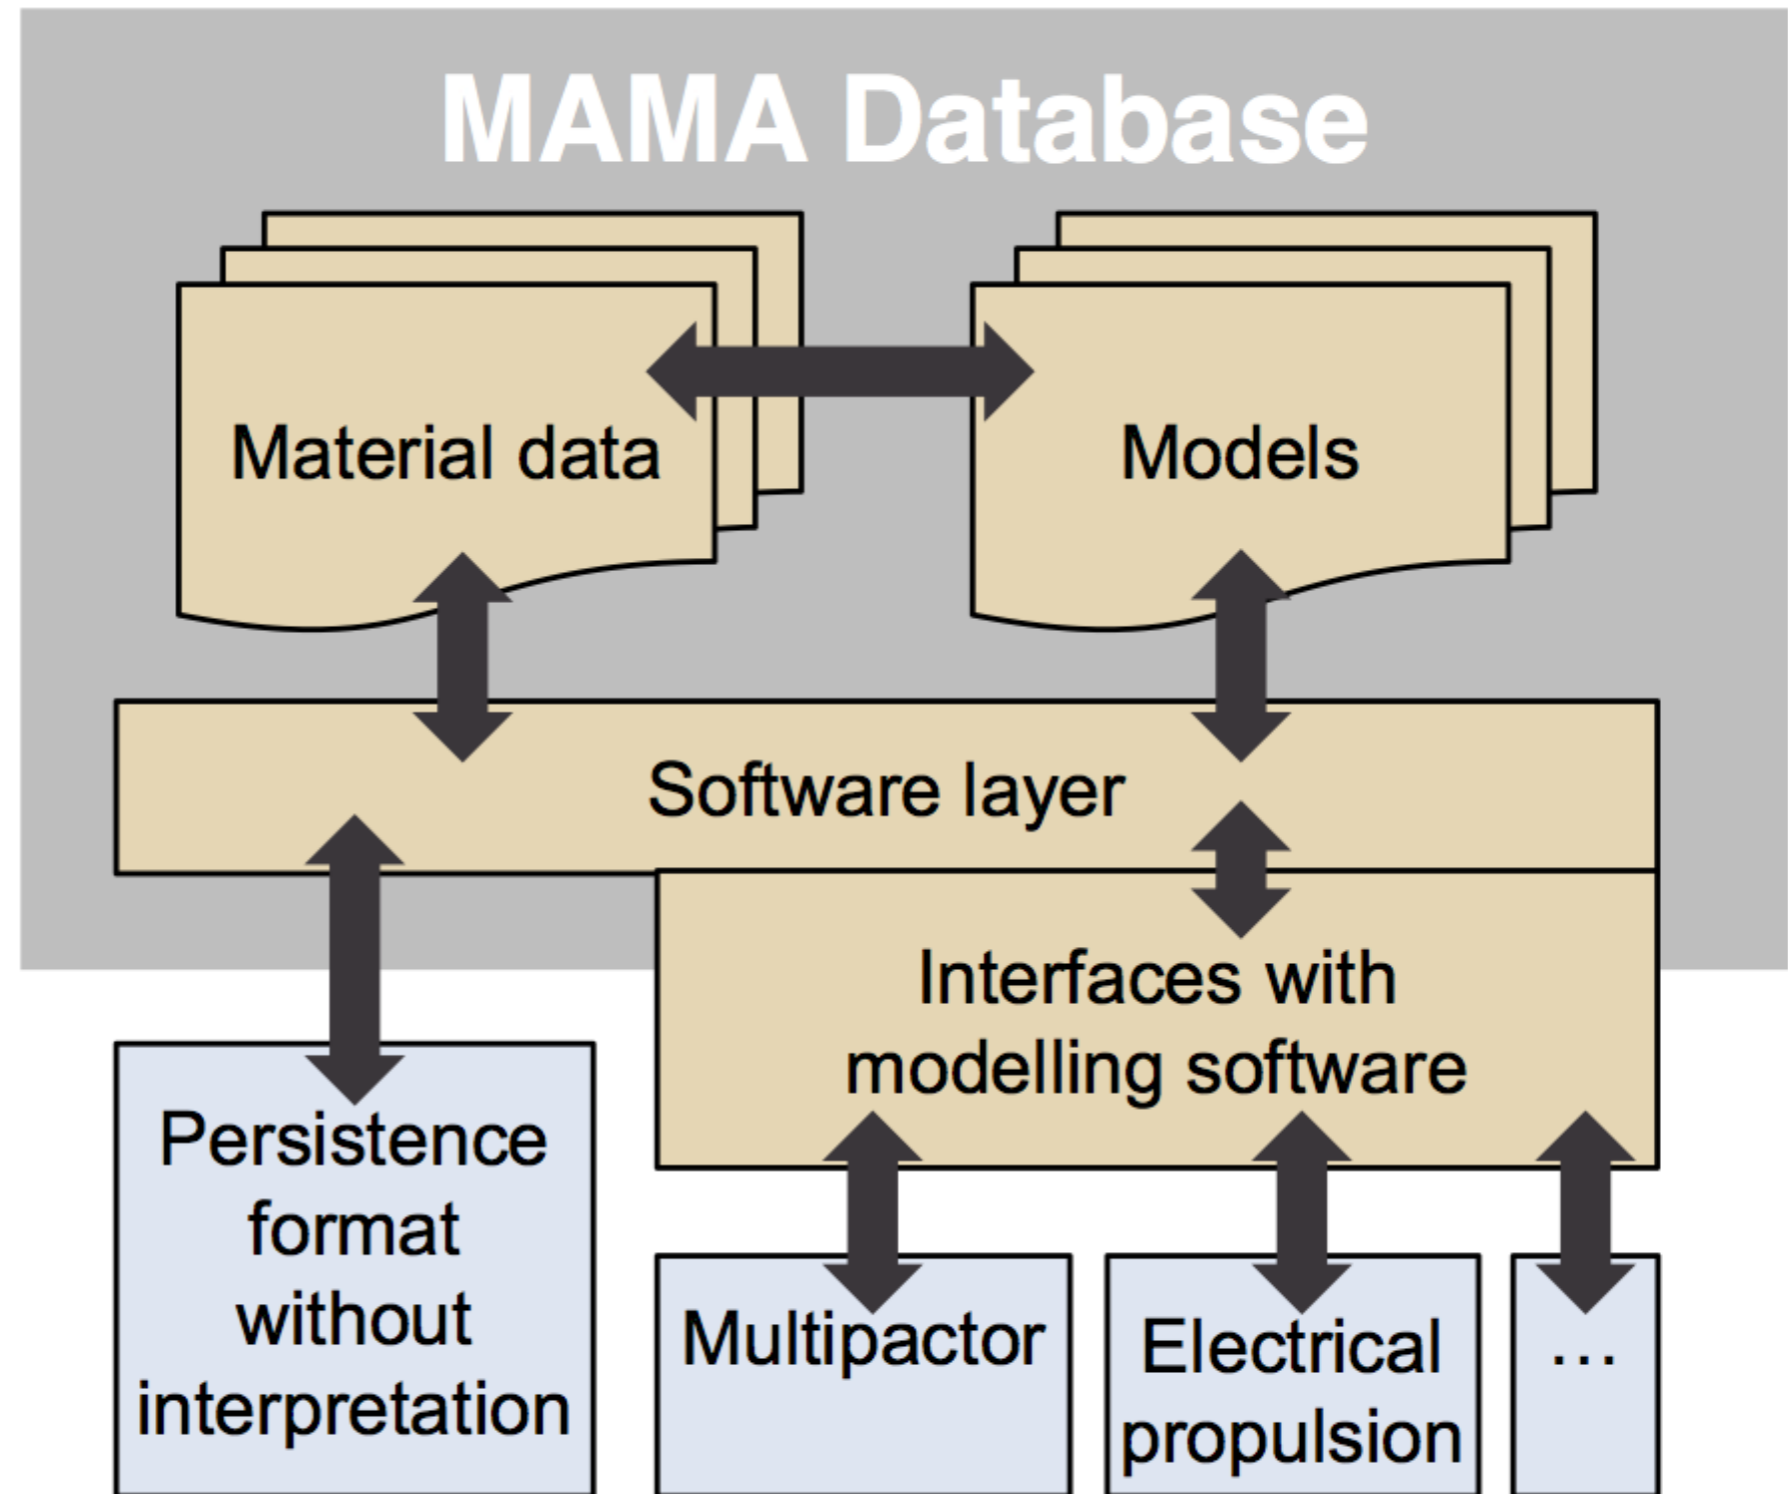 MAMA Database
Material data
Models
Software layer
Interfaces with
modelling software
Persistence
format
without
interpretation
Multipactor
Electrical
propulsion
...